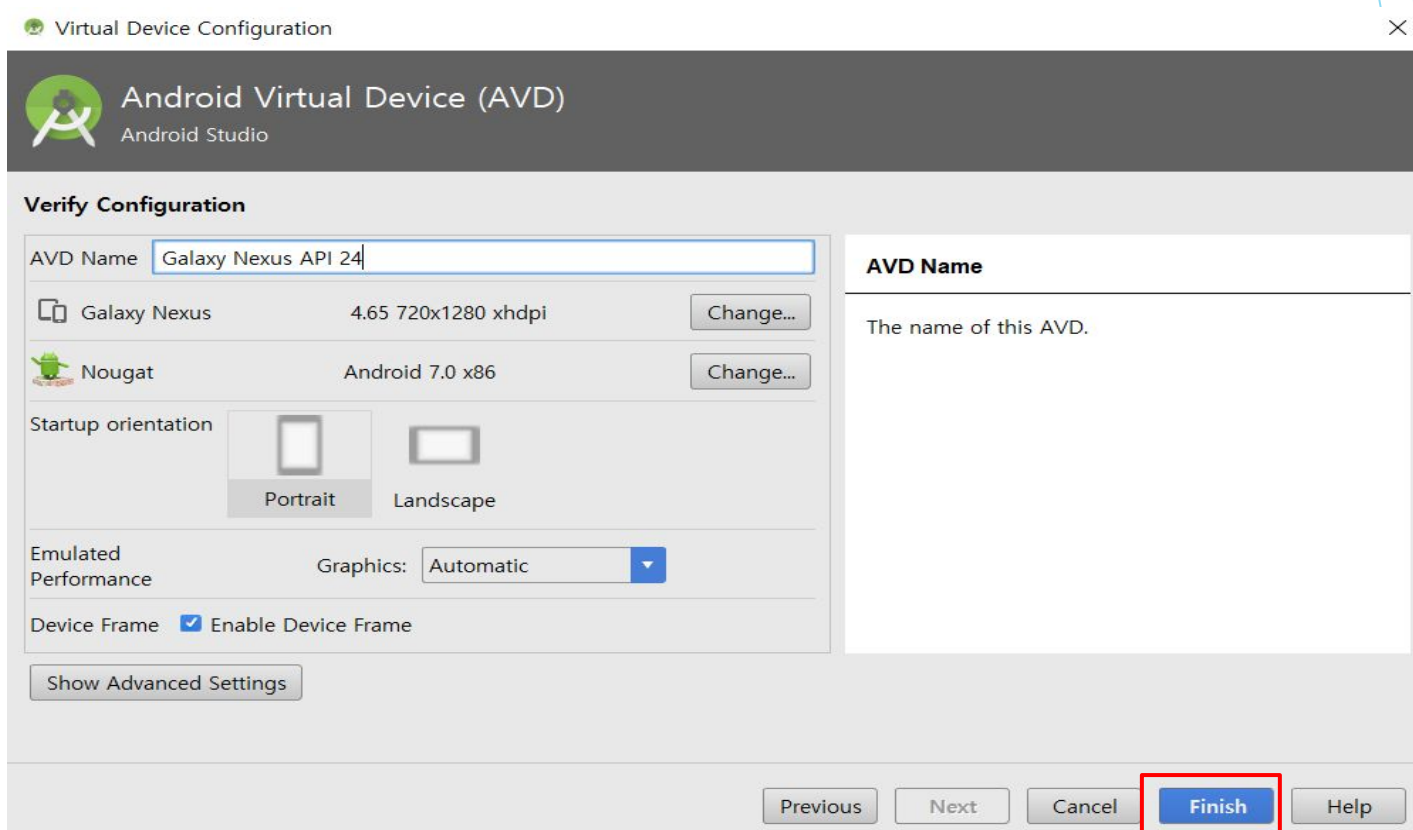 Virtual Device Configuration
Android Virtual Device (AVD)
Android Studio
Verify Configuration
AVD Name Galaxy Nexus API 24
Galaxy Nexus 4.65 720x1280 xhdpi Change...
Nougat Android 7.0 x86 Change...
Startup orientation
Portrait Landscape
Emulated
Performance
Graphics: Automatic
Device Frame Enable Device Frame
Show Advanced Settings
AVD Name
The name of this AVD.
Previous Next Cancel Finish Help